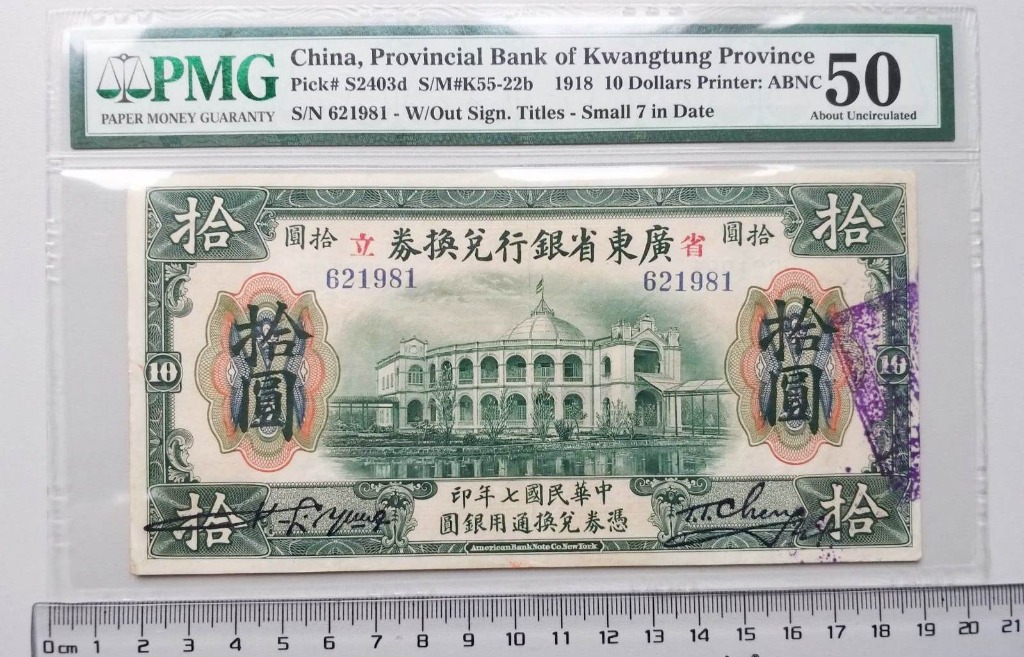 PMG
PAPER MONEY GUARANTY
China, Provincial Bank of Kwangtung Province
Pick# S2403d S/M#K55-22b 1918 10 Dollars Printer: ABNC
S/N 621981 - W/Out Sign. Titles - Small 7 in Date
50
About Uncirculated
拾
拾
圓拾 立 券換兌行銀省東廣 省 圓拾
621981 621981
拾圓
拾圓
10
10
印年七國民華中
圓銀用通換兌券憑
拾
拾
American Bank Note Co. New York
0cm 1 2 3 4 5 6 7 8 9 10 11 12 13 14 15 16 17 18 19 20 21